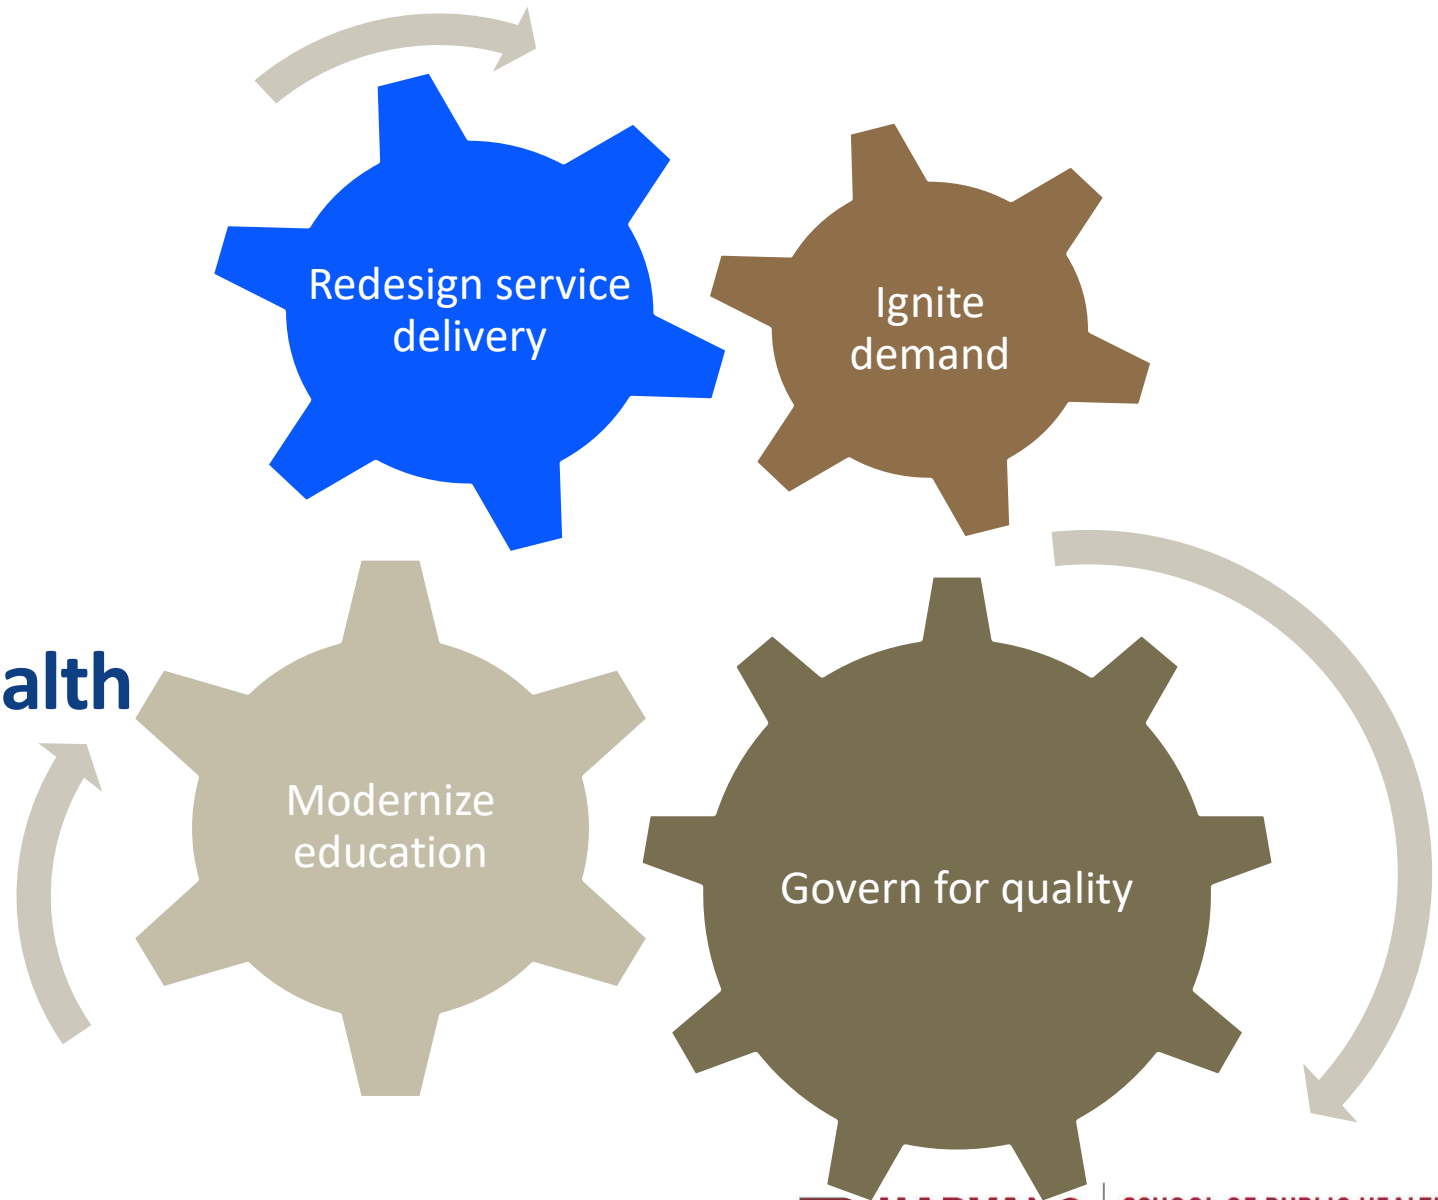 Redesign service
delivery
Ignite
demand
alth
Modernize
education
Govern for quality